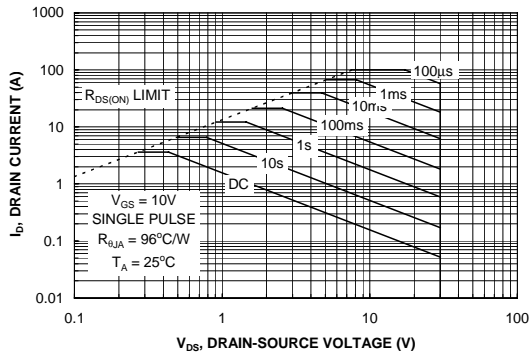 1000
100
10
1
0.1
0.01
I_D, DRAIN CURRENT (A)
R_DS(ON) LIMIT
100µs
1ms
10ms
100ms
1s
10s
DC
V_GS = 10V
SINGLE PULSE
R_θJA = 96°C/W
T_A = 25°C
0.1 1 10 100
V_DS, DRAIN-SOURCE VOLTAGE (V)